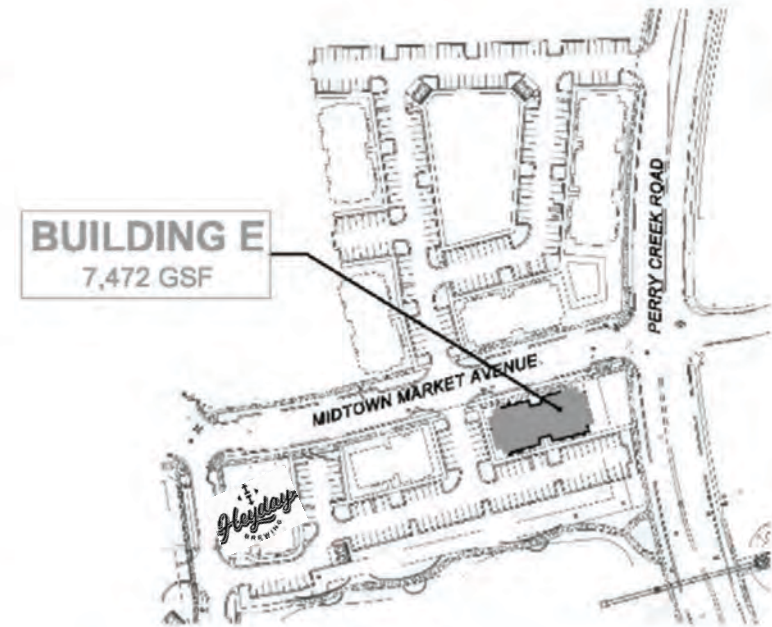 BUILDING E
7,472 GSF
PERRY CREEK ROAD
MIDTOWN MARKET AVENUE
Heyday
BREWING